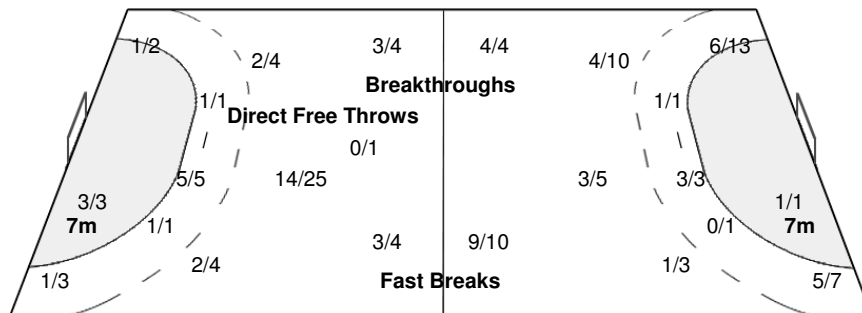 1/2 3/4 4/4 6/13
2/4 4/10
Breakthroughs
1/1 1/1
Direct Free Throws
0/1
5/5 14/25 3/5 3/3
3/3 1/1
7m 1/1 0/1 7m
3/4 9/10
2/4 1/3
1/3 Fast Breaks 5/7